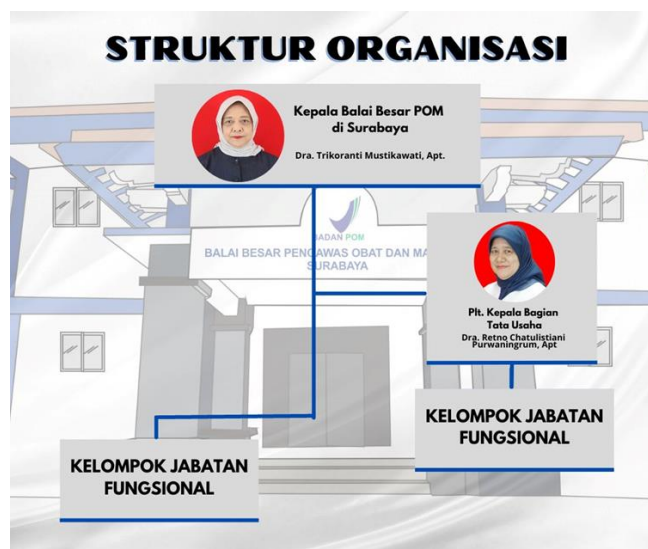 STRUKTUR ORGANISASI
Kepala Balai Besar POM
di Surabaya
Dra. Trikoranti Mustikawati, Apt.
BADAN POM
BALAI BESAR PENGAWAS OBAT DAN MA
SURABAYA
Plt. Kepala Bagian
Tata Usaha
Dra. Retno Chatulistiani
Purwaningrum, Apt
KELOMPOK JABATAN
FUNGSIONAL
KELOMPOK JABATAN
FUNGSIONAL